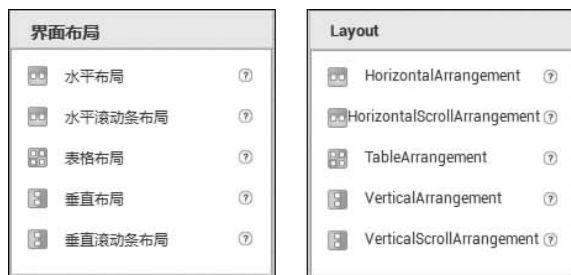 界面布局
水平布局
水平滚动条布局
表格布局
垂直布局
垂直滚动条布局
Layout
HorizontalArrangement
HorizontalScrollArrangement
TableArrangement
VerticalArrangement
VerticalScrollArrangement